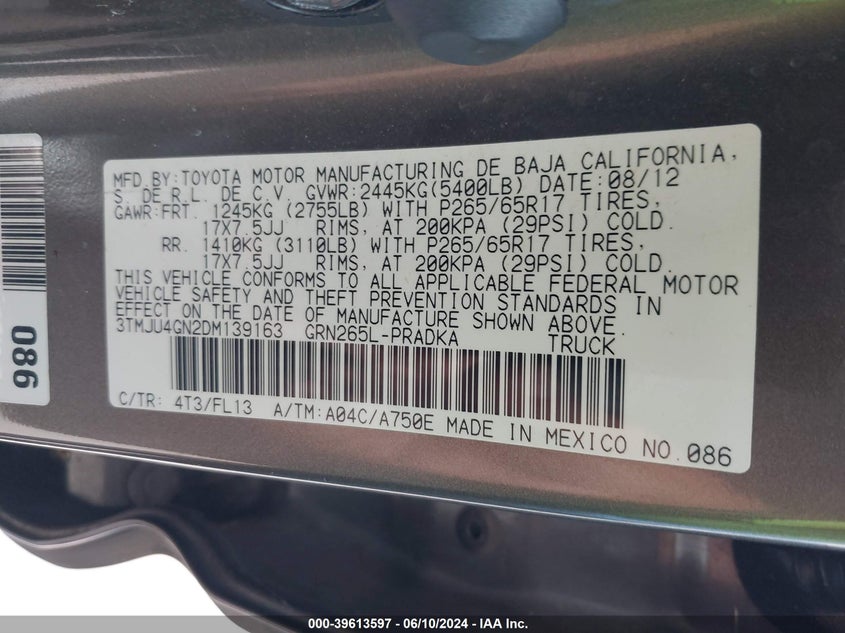 MFD.BY:TOYOTA MOTOR MANUFACTURING DE BAJA CALIFORNIA,
S. DE R.L. DE C.V. GVWR:2445KG(5400LB) DATE:08/12
GAWR:FRT. 1245KG (2755LB) WITH P265/65R17 TIRES,
17X7.5JJ RIMS, AT 200KPA (29PSI) COLD.
RR. 1410KG (3110LB) WITH P265/65R17 TIRES,
17X7.5JJ RIMS, AT 200KPA (29PSI) COLD.
THIS VEHICLE CONFORMS TO ALL APPLICABLE FEDERAL MOTOR
VEHICLE SAFETY AND THEFT PREVENTION STANDARDS IN
EFFECT ON THE DATE OF MANUFACTURE SHOWN ABOVE.
3TMJU4GN2DM139163 GRN265L-PRADKA TRUCK
C/TR: 4T3/FL13 A/TM:A04C/A750E MADE IN MEXICO NO.086
086
000-39613597 - 06/10/2024 - IAA Inc.